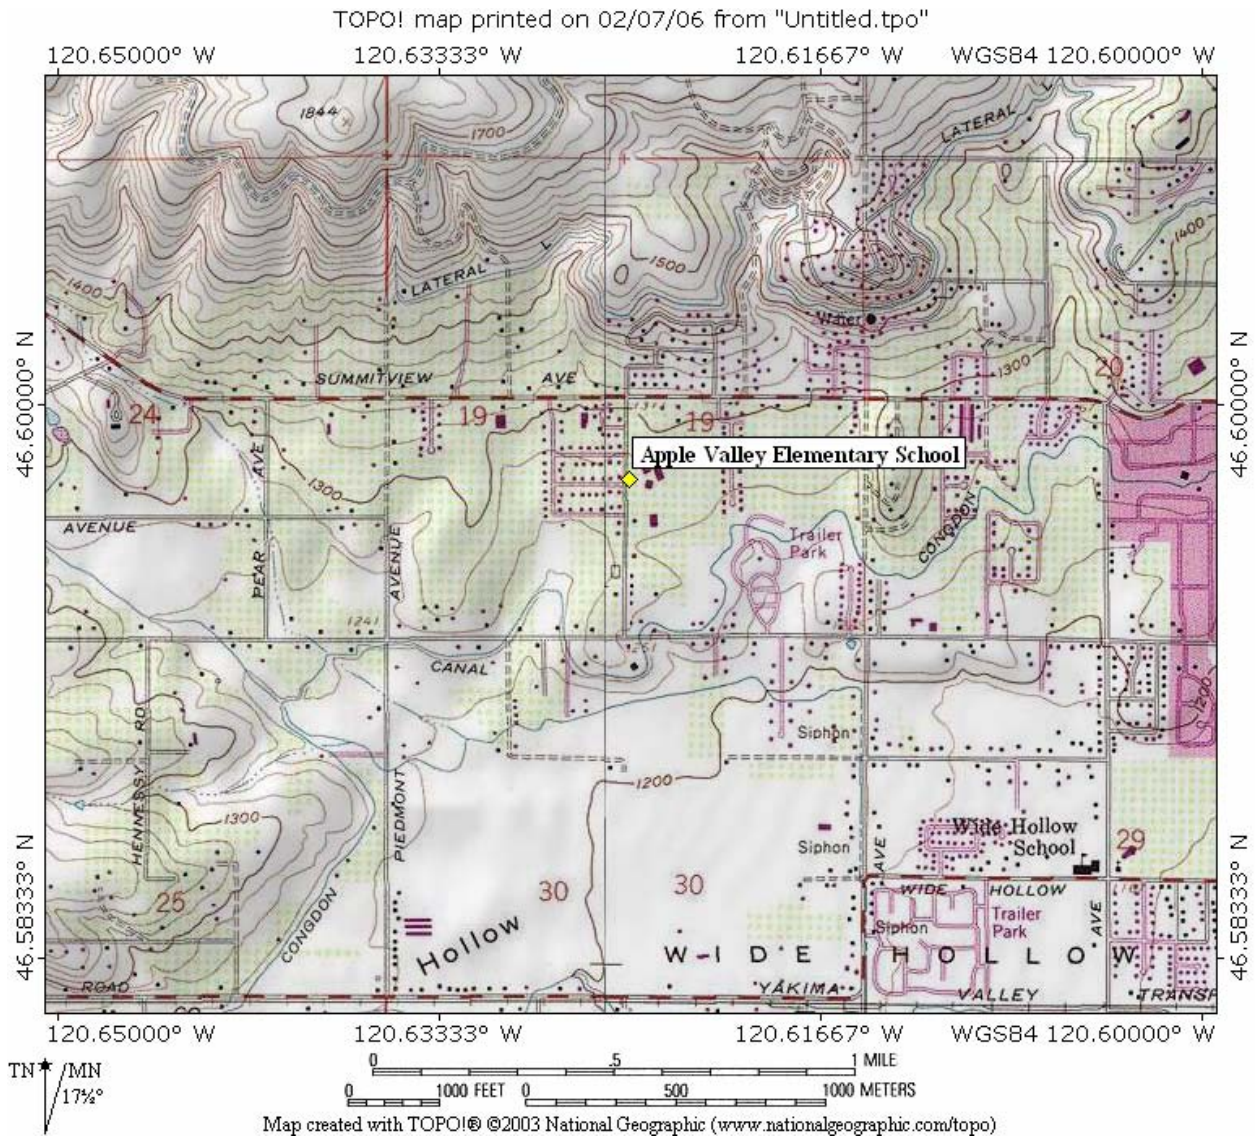 TOPO! map printed on 02/07/06 from "Untitled.tpo"
120.65000° W 120.63333° W 120.61667° W WGS84 120.60000° W
1844
1700
LATERAL L
1400
1500
LATERAL L
1400
Water
1300
20
SUMMITVIEW AVE
46.60000° N
46.60000° N
24
19
19
Apple Valley Elementary School
AVE
1300
AVENUE
PEAR
AVENUE
CONGDON
Trailer
Park
1241
CANAL
1200
HENNESSY RD
Siphon
1200
PIEDMONT
1300
Wide Hollow
School
29
Siphon
AVE
46.58333° N
46.58333° N
25
30
30
WIDE HOLLOW
Trailer
Park
AVE
Siphon
CONGDON
Hollow
WIDE HOLLOW
ROAD
YAKIMA VALLEY TRANSP
120.65000° W 120.63333° W 120.61667° W WGS84 120.60000° W
TN MN
17½°
0 .5 1 MILE
0 1000 FEET 0 500 1000 METERS
Map created with TOPO!® ©2003 National Geographic (www.nationalgeographic.com/topo)